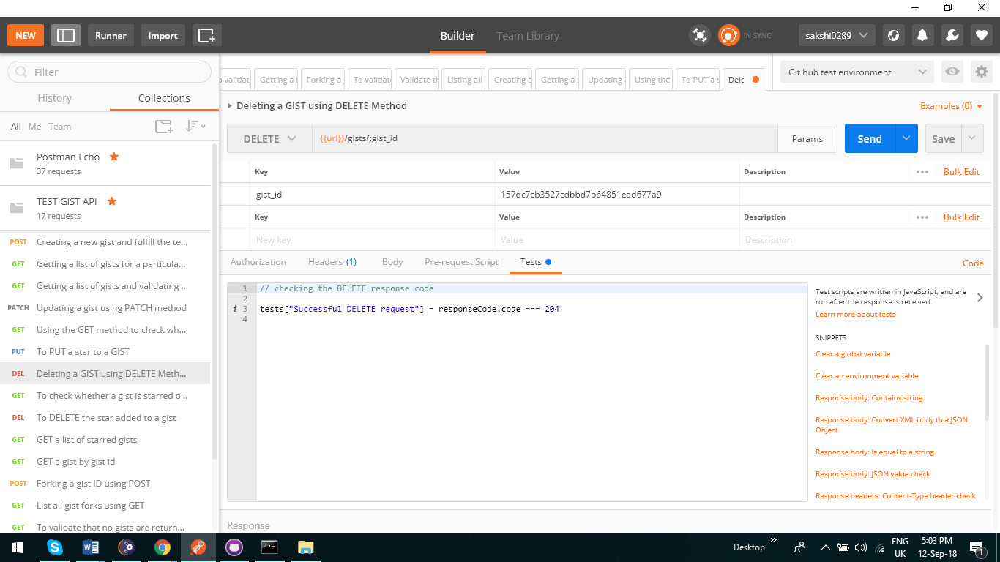 NEW
Runner
Import
Builder
Team Library
IN SYNC
sakshi0289
Filter
History
Collections
All Me Team
Postman Echo
37 requests
TEST GIST API
17 requests
POST Creating a new gist and fulfill the te...
GET Getting a list of gists for a particula...
GET Getting a list of gists and validating ...
PATCH Updating a gist using PATCH method
GET Using the GET method to check wh...
PUT To PUT a star to a GIST
DEL Deleting a GIST using DELETE Meth...
GET To check whether a gist is starred o...
DEL To DELETE the star added to a gist
GET GET a list of starred gists
GET GET a gist by gist id
POST Forking a gist ID using POST
GET List all gist forks using GET
GET To validate that no gists are return...
validat
Getting a l
Forking a
To validat
Validate th
Listing all
Creating a
Getting a l
Updating
Using the
To PUT a s
Dele
Git hub test environment
Deleting a GIST using DELETE Method
Examples (0)
DELETE
{{url}}/gists/:gist_id
Params
Send
Save
Key Value Description ••• Bulk Edit
gist_id 157dc7cb3527cdbbd7b64851ead677a9
Key Value Description ••• Bulk Edit
New key Value Description
Authorization Headers (1) Body Pre-request Script Tests
Code
1 // checking the DELETE response code
2
i 3 tests["Successful DELETE request"] = responseCode.code === 204
4
Test scripts are written in JavaScript, and are
run after the response is received.
Learn more about tests
SNIPPETS
Clear a global variable
Clear an environment variable
Response body: Contains string
Response body: Convert XML body to a JSON
Object
Response body: Is equal to a string
Response body: JSON value check
Response headers: Content-Type header check
Response
Desktop
ENG
UK
5:03 PM
12-Sep-18
1